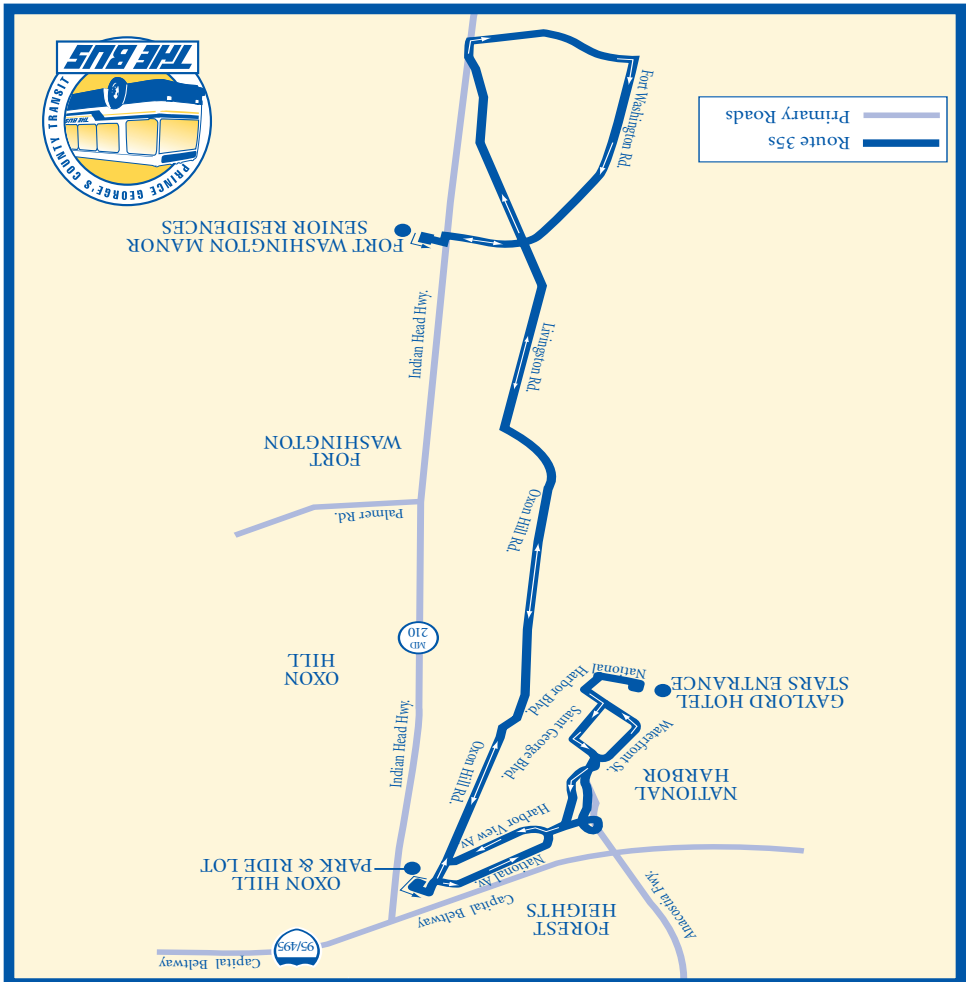 Capital Beltway
95/495
Anacostia Fwy.
FOREST
HEIGHTS
Capital Beltway
National Av.
OXON HILL
PARK & RIDE LOT
Harbor View Av
NATIONAL
HARBOR
Waterfront St.
Saint George Blvd.
Oxon Hill Rd.
Indian Head Hwy.
GAYLORD HOTEL
STARS ENTRANCE
National
Harbor Blvd.
OXON
HILL
MD
210
Oxon Hill Rd.
Palmer Rd.
FORT
WASHINGTON
Livingston Rd.
Indian Head Hwy.
FORT WASHINGTON MANOR
SENIOR RESIDENCES
Fort Washington Rd.
Route 35s
Primary Roads
PRINCE GEORGE'S COUNTY TRANSIT
THE BUS
THE BUS